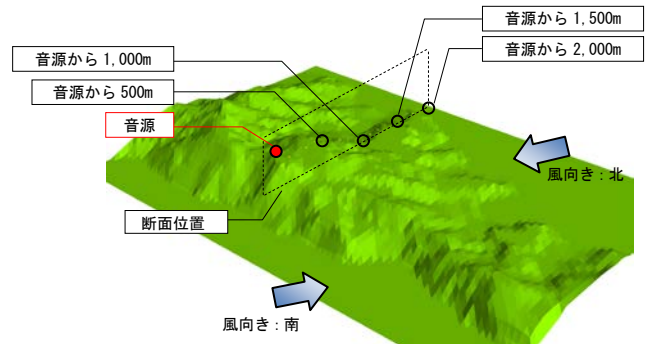 音源から 1,500m
音源から 2,000m
音源から 1,000m
音源から 500m
音源
風向き：北
断面位置
風向き：南